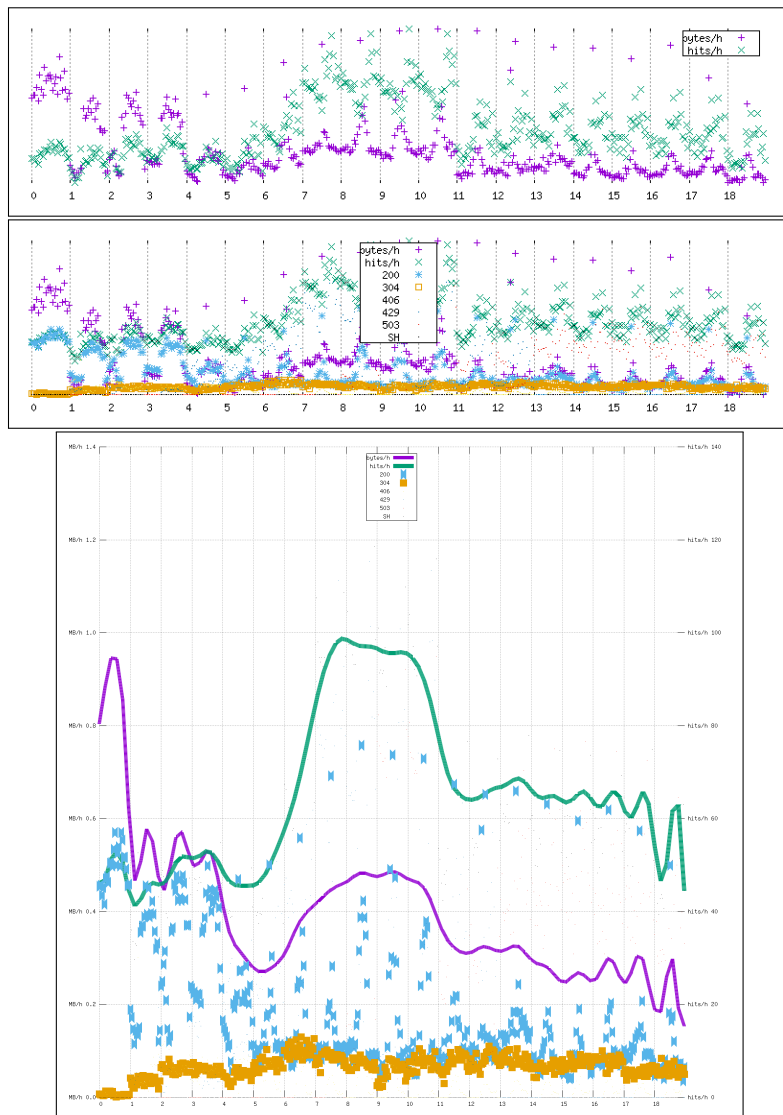 bytes/h
hits/h
0 1 2 3 4 5 6 7 8 9 10 11 12 13 14 15 16 17 18
bytes/h
hits/h
200
304
406
429
503
SH
0 1 2 3 4 5 6 7 8 9 10 11 12 13 14 15 16 17 18
MB/h 1.4 hits/h 140
bytes/h
hits/h
200
304
406
429
503
SH
MB/h 1.2 hits/h 120
MB/h 1.0 hits/h 100
MB/h 0.8 hits/h 80
MB/h 0.6 hits/h 60
MB/h 0.4 hits/h 40
MB/h 0.2 hits/h 20
MB/h 0.0 hits/h 0
0 1 2 3 4 5 6 7 8 9 10 11 12 13 14 15 16 17 18